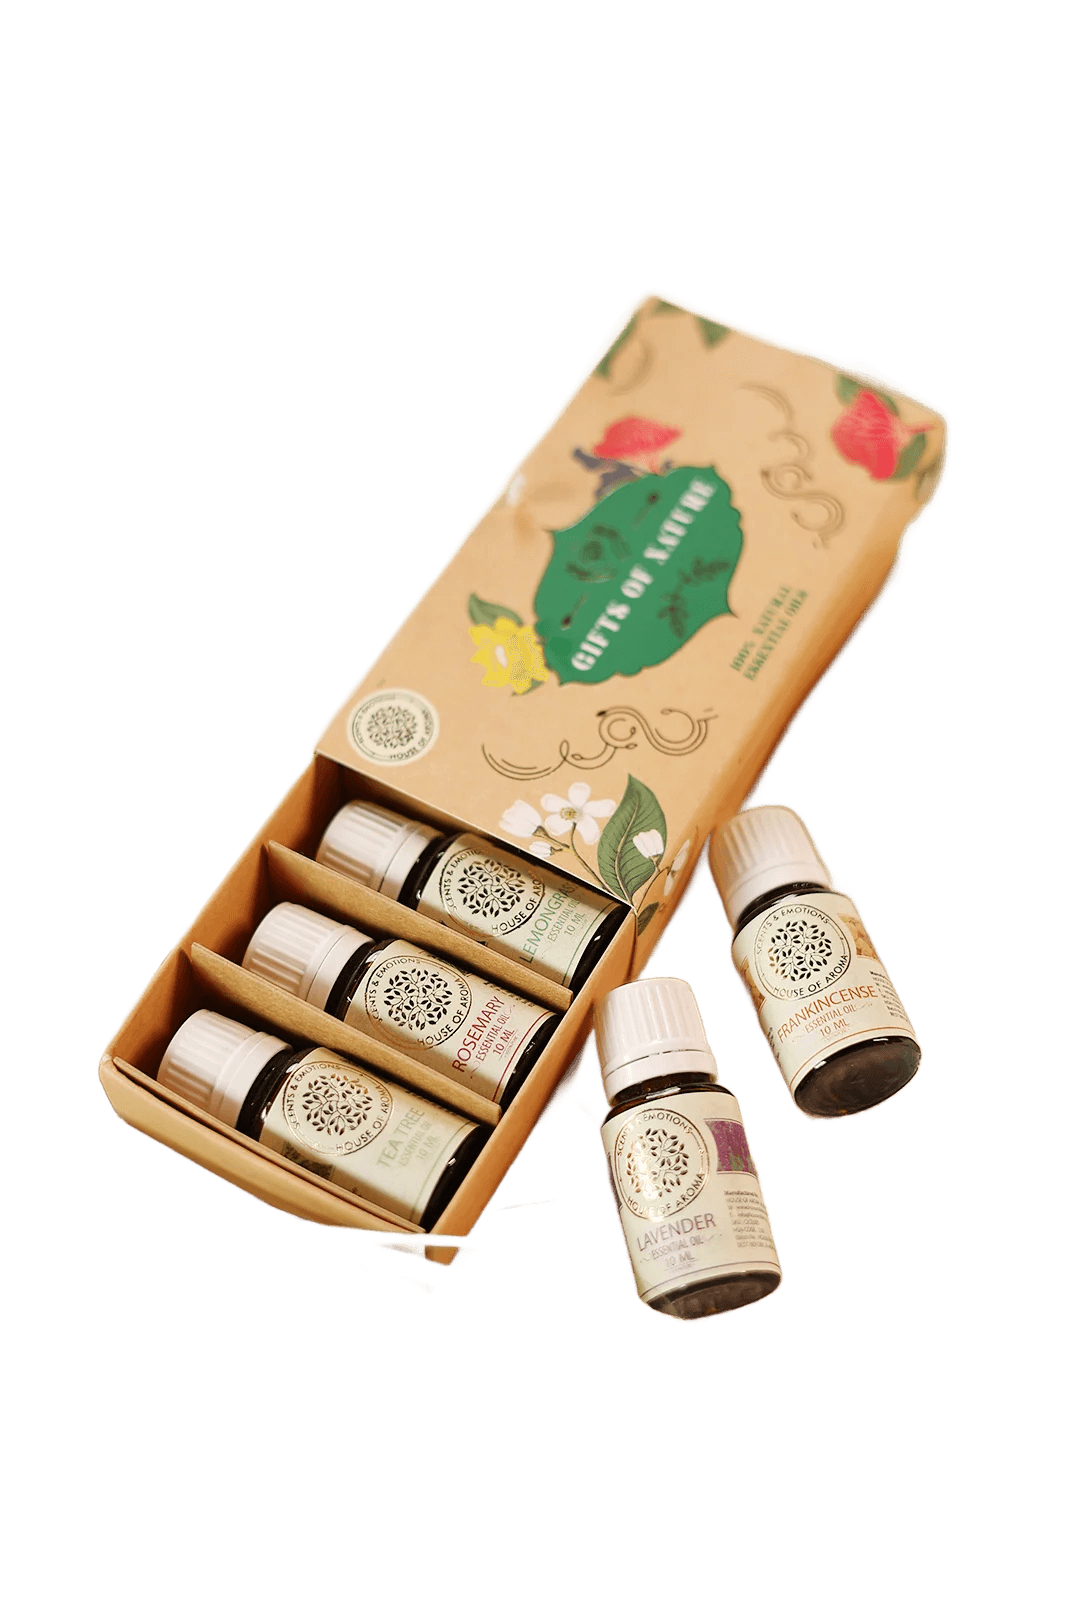 GIFTS OF NATURE
100% NATURAL
ESSENTIAL OILS
HOUSE OF AROMA
SCENTS & EMOTIONS
HOUSE OF
LEMONGRAS
ESSENTIAL OIL
10 ML
SCENTS & EMOTIONS
HOUSE OF AROMA
ROSEMARY
ESSENTIAL OIL
10 ML
SCENTS & EMOTIONS
HOUSE OF AROMA
TEA TREE
ESSENTIAL OIL
10 ML
SCENTS & EMOTIONS
HOUSE OF AROMA
FRANKINCENSE
ESSENTIAL OIL
10 ML
SCENTS & EMOTIONS
HOUSE OF AROMA
LAVENDER
ESSENTIAL OIL
10 ML